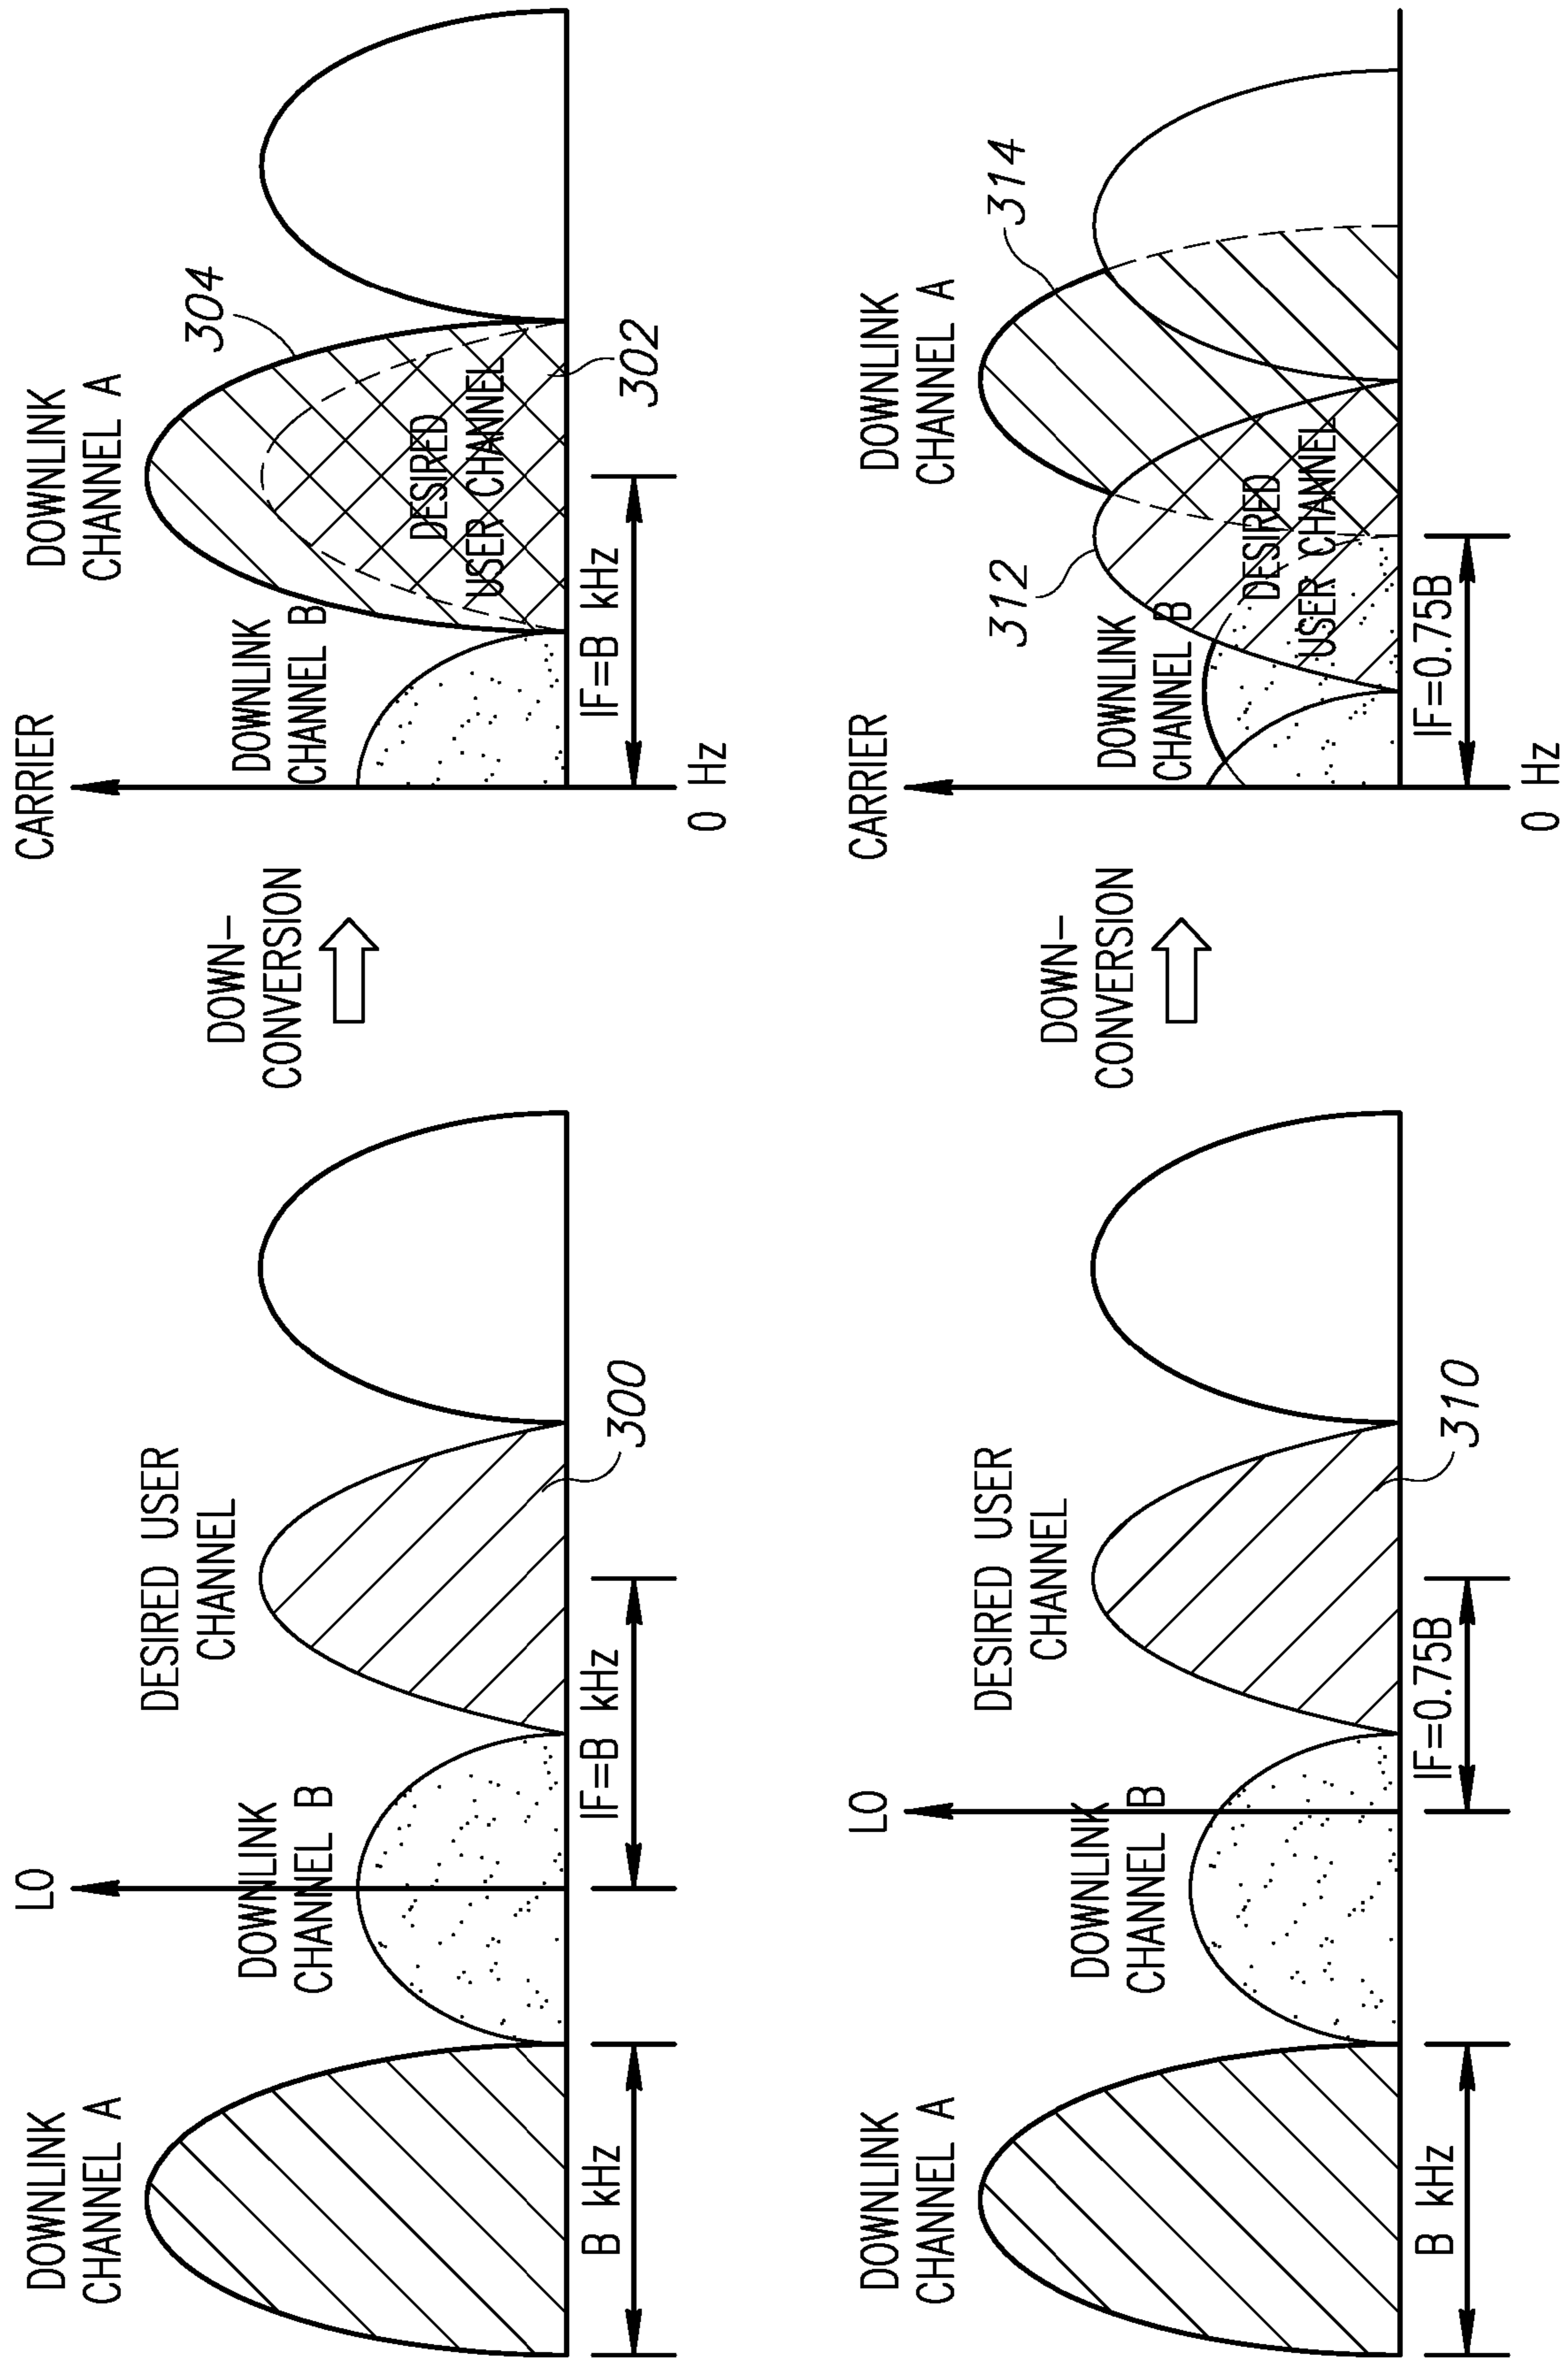 LO
CARRIER
DOWNLINK
CHANNEL A
DOWNLINK
CHANNEL B
DESIRED USER
CHANNEL
DOWN-
CONVERSION
DOWNLINK
CHANNEL B
DOWNLINK
CHANNEL A
304
DESIRED
USER CHANNEL
B kHz
IF=B kHz
300
IF=B kHz
302
0 Hz
LO
CARRIER
DOWNLINK
CHANNEL A
DOWNLINK
CHANNEL B
DESIRED USER
CHANNEL
DOWN-
CONVERSION
DOWNLINK
CHANNEL B
312
DOWNLINK
CHANNEL A
314
DESIRED
USER CHANNEL
B kHz
IF=0.75B
310
IF=0.75B
0 Hz